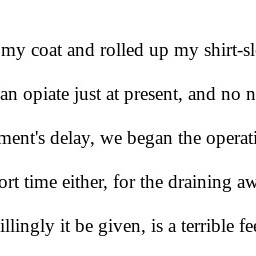 my coat and rolled up my shirt-sl
an opiate just at present, and no n
ment's delay, we began the operati
ort time either, for the draining aw
illingly it be given, is a terrible fee